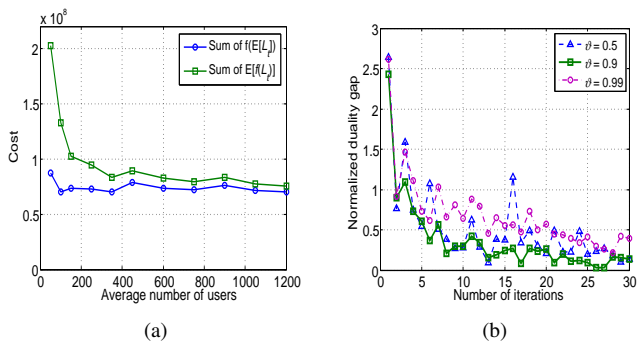 x 10^8
2
1.5
1
0.5
0
0 200 400 600 800 1000 1200
Cost
Average number of users
Sum of f(E[L_t])
Sum of E[f(L_t)]
(a)
3
2.5
2
1.5
1
0.5
0
0 5 10 15 20 25 30
Normalized duality gap
Number of iterations
ϑ = 0.5
ϑ = 0.9
ϑ = 0.99
(b)